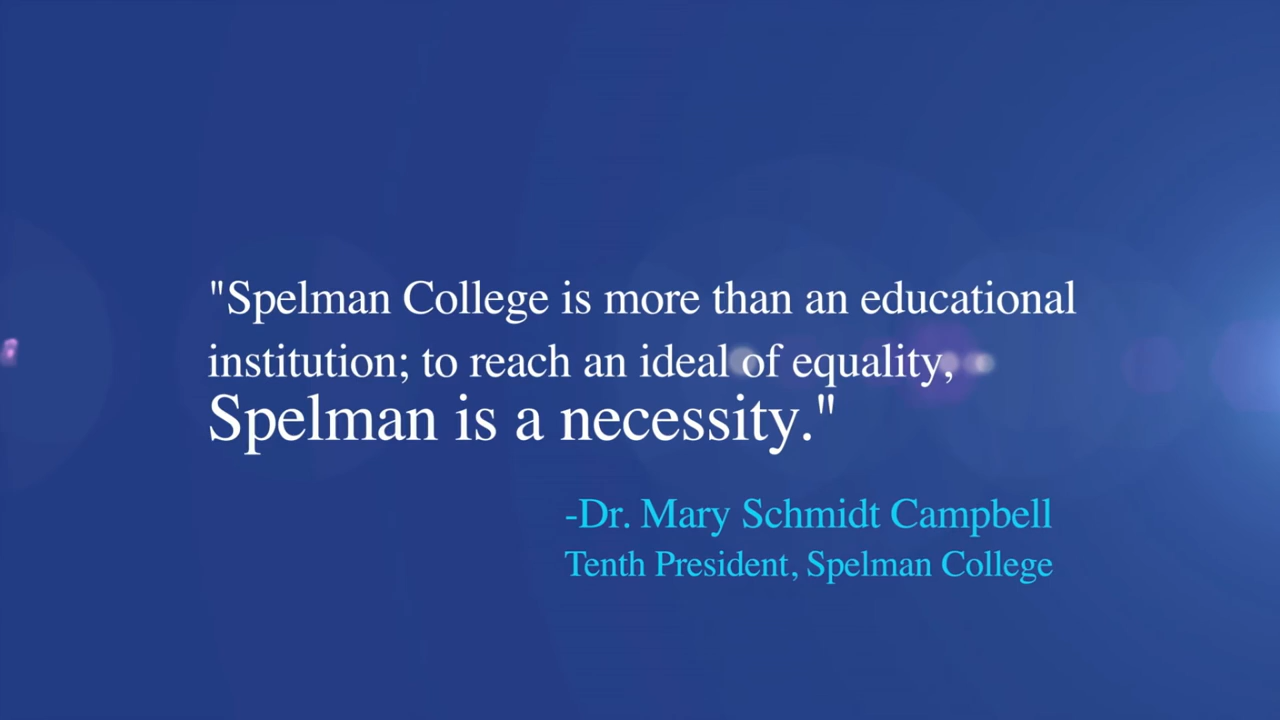 "Spelman College is more than an educational
institution; to reach an ideal of equality,
Spelman is a necessity."
-Dr. Mary Schmidt Campbell
Tenth President, Spelman College